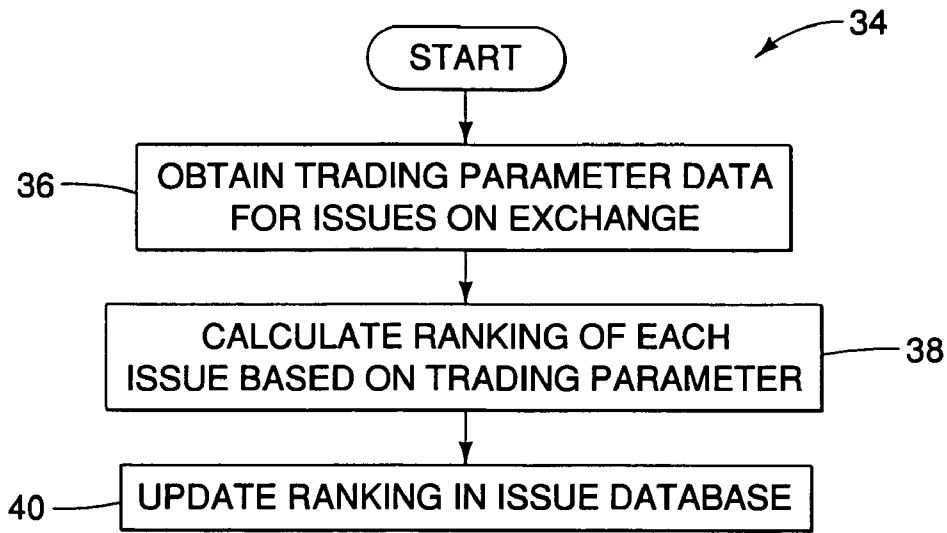 34
START
36
OBTAIN TRADING PARAMETER DATA
FOR ISSUES ON EXCHANGE
CALCULATE RANKING OF EACH
ISSUE BASED ON TRADING PARAMETER
38
40
UPDATE RANKING IN ISSUE DATABASE